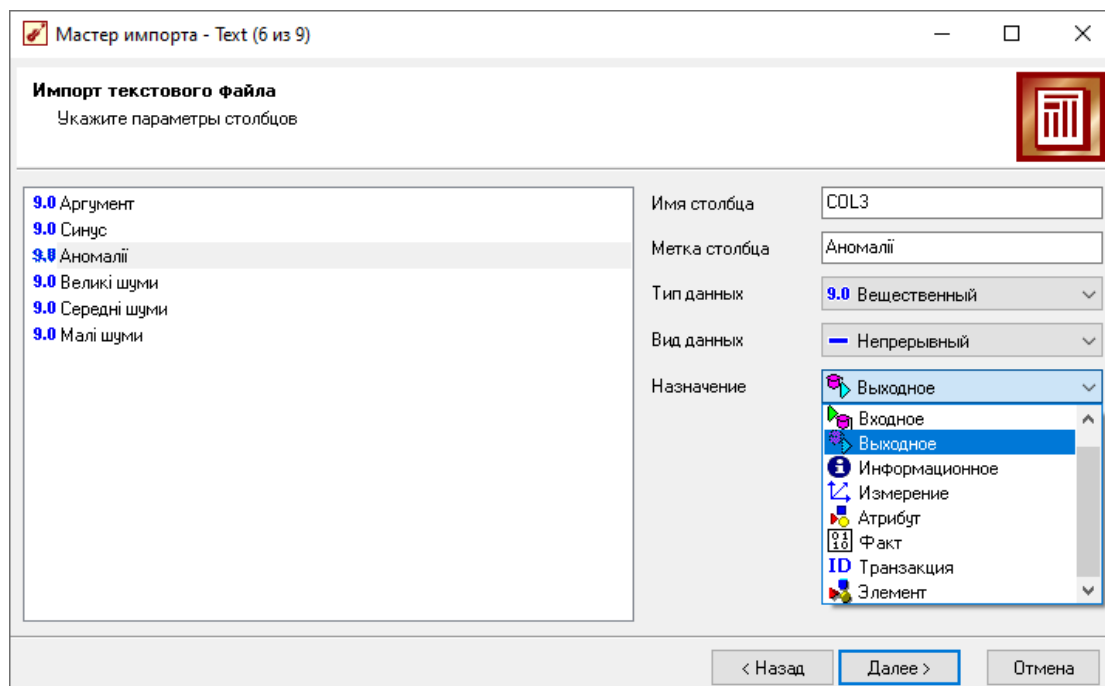 Мастер импорта - Text (6 из 9)
Импорт текстового файла
Укажите параметры столбцов
9.0 Аргумент
9.0 Синус
9.0 Аномалії
9.0 Великі шуми
9.0 Середні шуми
9.0 Малі шуми
Имя столбца COL3
Метка столбца Аномалії
Тип данных 9.0 Вещественный
Вид данных Непрерывный
Назначение Выходное
Входное
Выходное
Информационное
Измерение
Атрибут
Факт
ID Транзакция
Элемент
< Назад Далее > Отмена